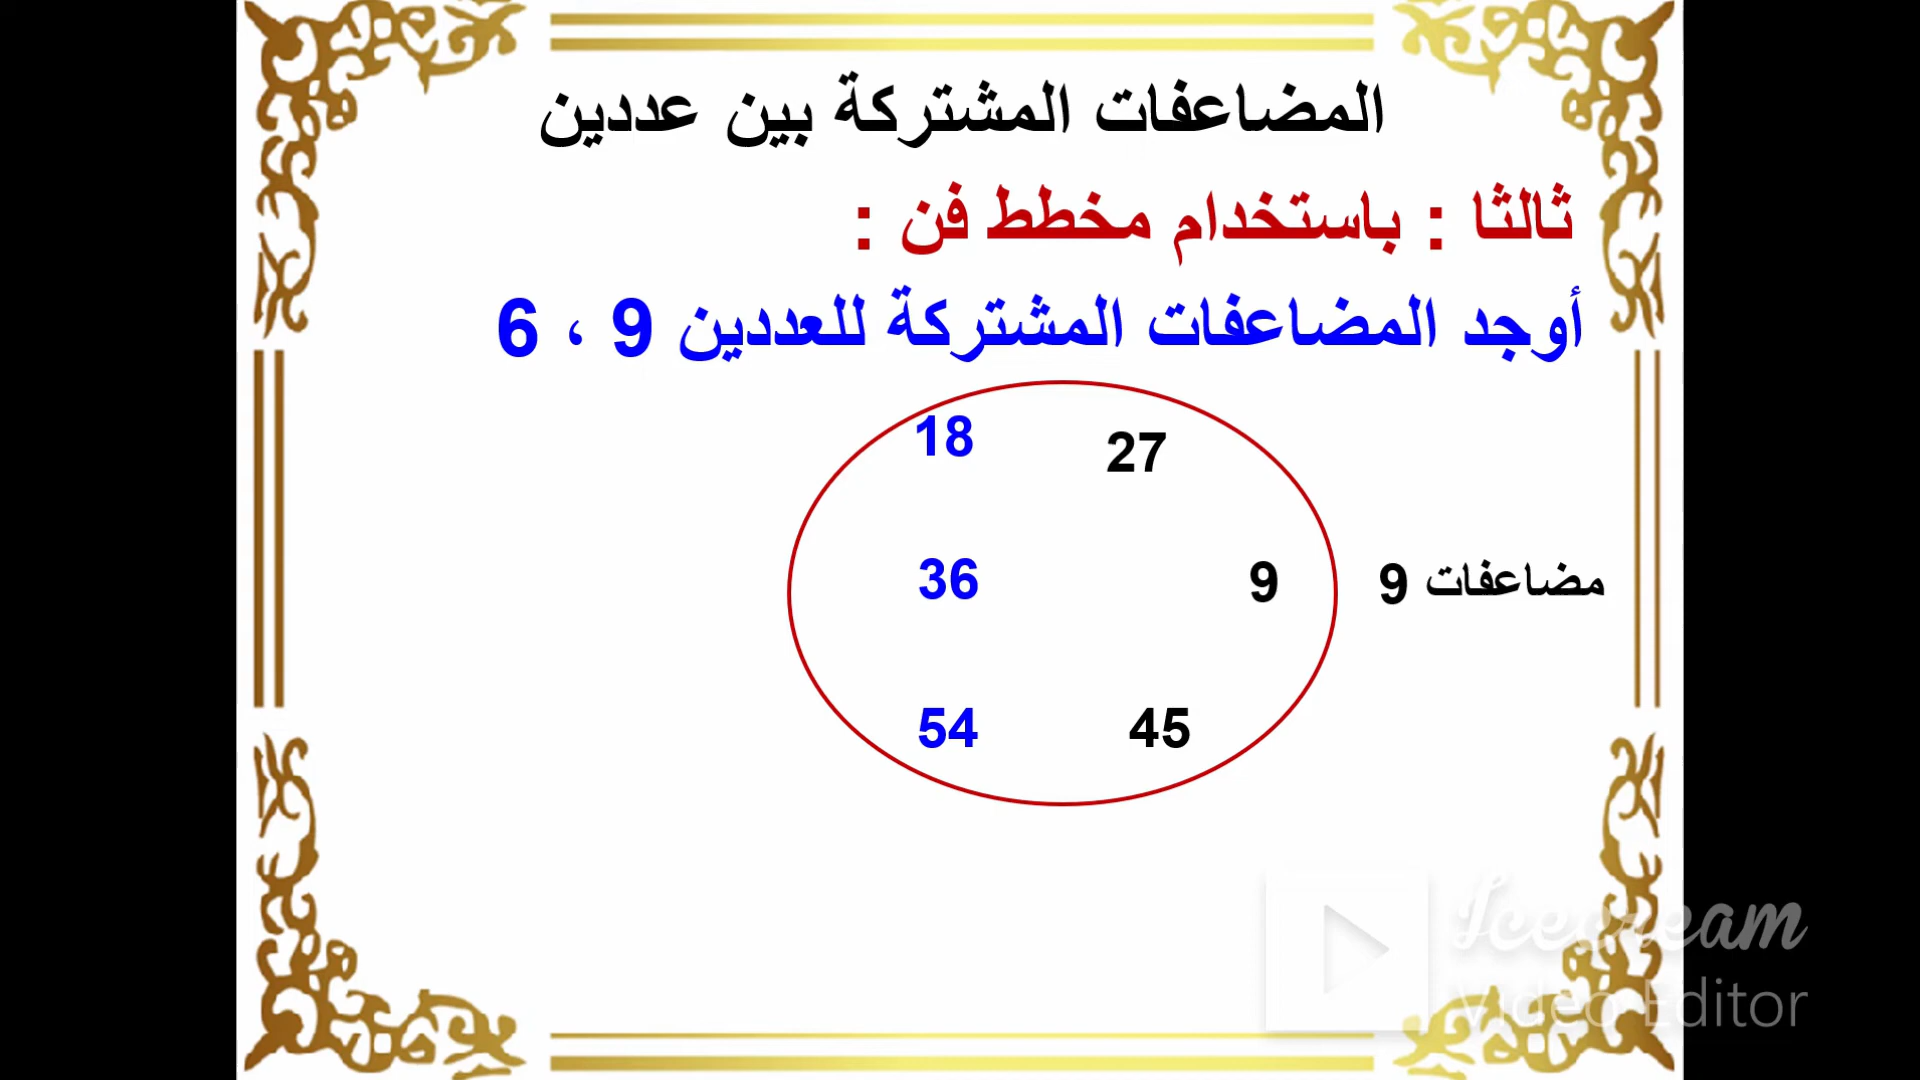 المضاعفات المشتركة بين عددين
ثالثا : باستخدام مخطط فن :
أوجد المضاعفات المشتركة للعددين 9 ، 6
18
27
36
9
مضاعفات 9
54
45
Icecream
Video Editor